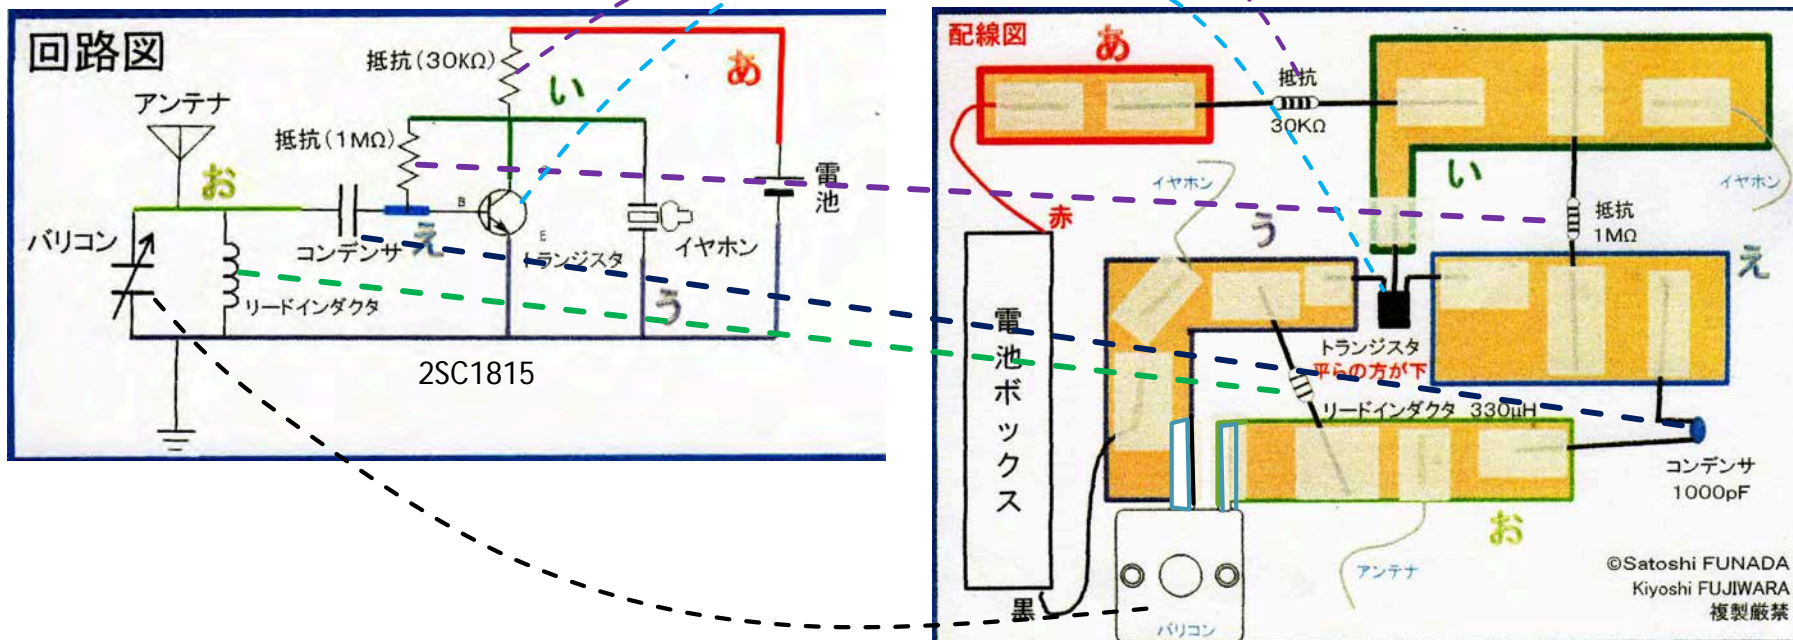 回路図
抵抗(30KΩ)
あ
い
アンテナ
抵抗(1MΩ)
お
電池
B
え
バリコン
コンデンサ
E
トランジスタ
イヤホン
リードインダクタ
う
2SC1815
配線図
あ
抵抗
30KΩ
い
イヤホン
イヤホン
赤
抵抗
1MΩ
う
え
電池ボックス
トランジスタ
平らの方が下
リードインダクタ 330μH
コンデンサ
1000pF
お
アンテナ
黒
バリコン
©Satoshi FUNADA
Kiyoshi FUJIWARA
複製厳禁